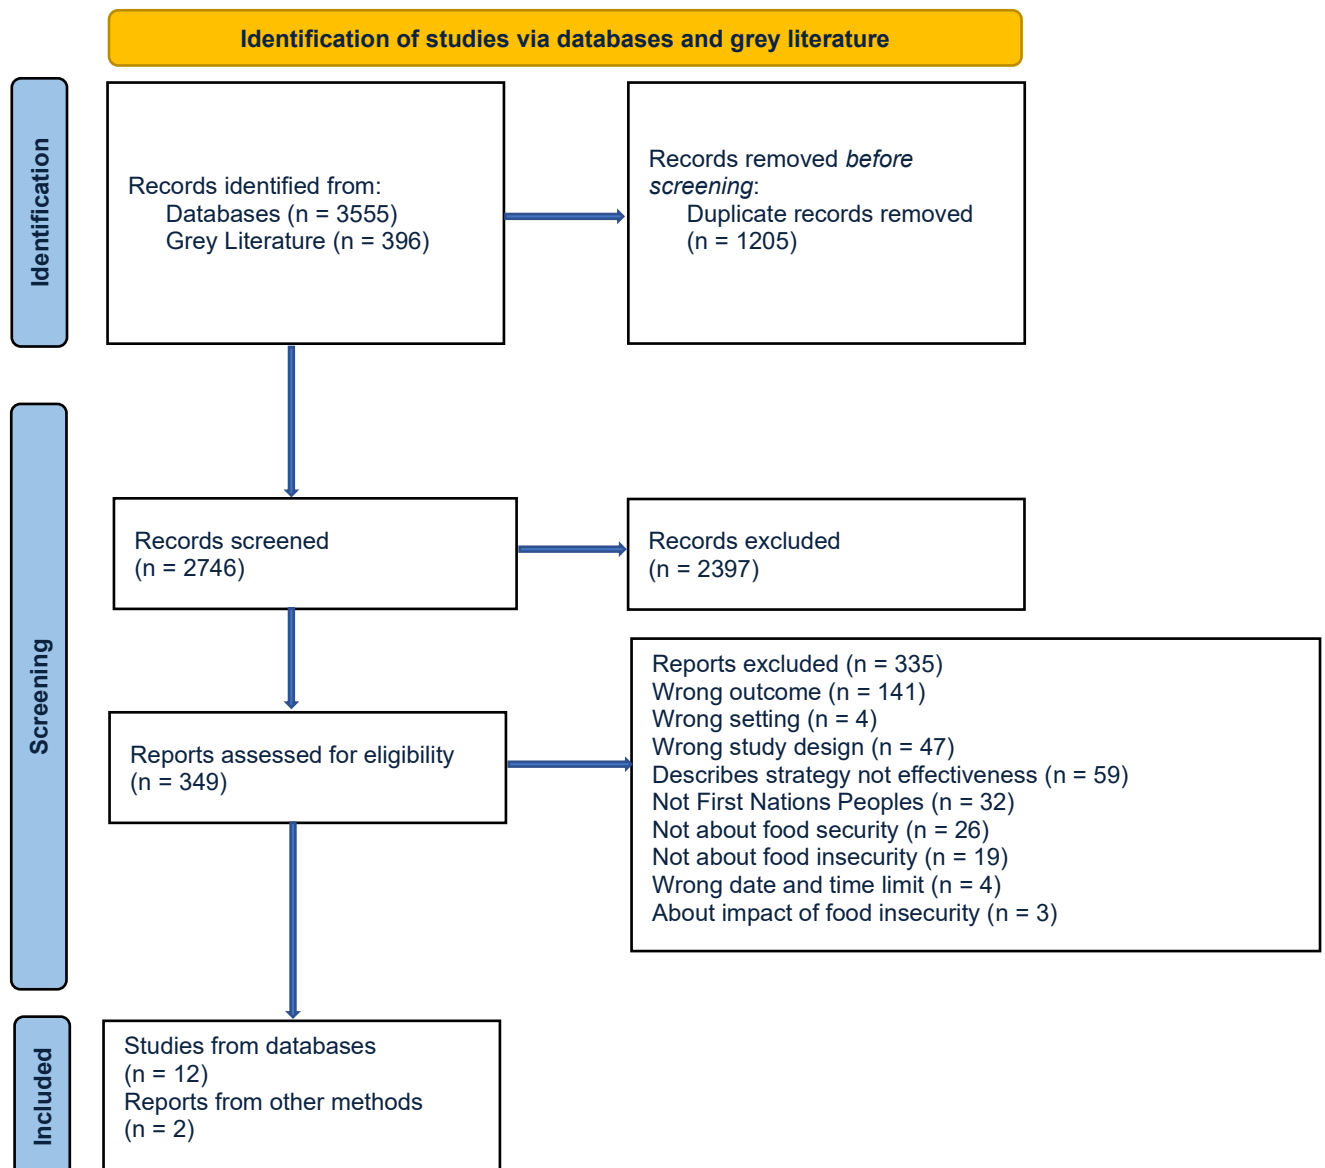 Identification of studies via databases and grey literature
Identification
Records identified from:
Databases (n = 3555)
Grey Literature (n = 396)
Records removed before
screening:
Duplicate records removed
(n = 1205)
Screening
Records screened
(n = 2746)
Records excluded
(n = 2397)
Reports assessed for eligibility
(n = 349)
Reports excluded (n = 335)
Wrong outcome (n = 141)
Wrong setting (n = 4)
Wrong study design (n = 47)
Describes strategy not effectiveness (n = 59)
Not First Nations Peoples (n = 32)
Not about food security (n = 26)
Not about food insecurity (n = 19)
Wrong date and time limit (n = 4)
About impact of food insecurity (n = 3)
Included
Studies from databases
(n = 12)
Reports from other methods
(n = 2)